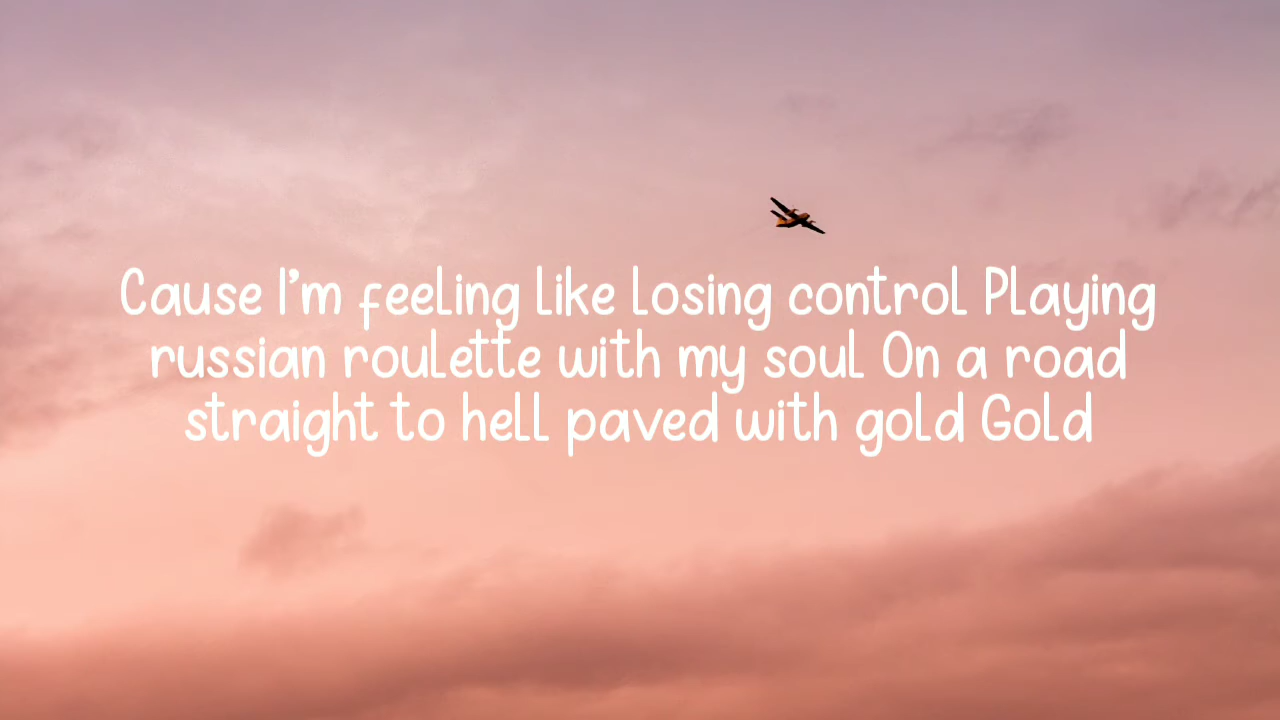 Cause I'm feeling like losing control Playing
russian roulette with my soul On a road
straight to hell paved with gold Gold